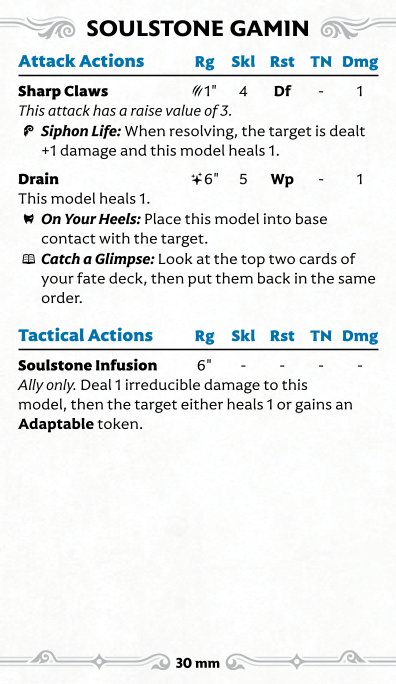 SOULSTONE GAMIN
Attack Actions Rg Skl Rst TN Dmg
Sharp Claws 1" 4 Df - 1
This attack has a raise value of 3.
Siphon Life: When resolving, the target is dealt
+1 damage and this model heals 1.
Drain 6" 5 Wp - 1
This model heals 1.
On Your Heels: Place this model into base
contact with the target.
Catch a Glimpse: Look at the top two cards of
your fate deck, then put them back in the same
order.
Tactical Actions Rg Skl Rst TN Dmg
Soulstone Infusion 6" - - - -
Ally only. Deal 1 irreducible damage to this
model, then the target either heals 1 or gains an
Adaptable token.
30 mm